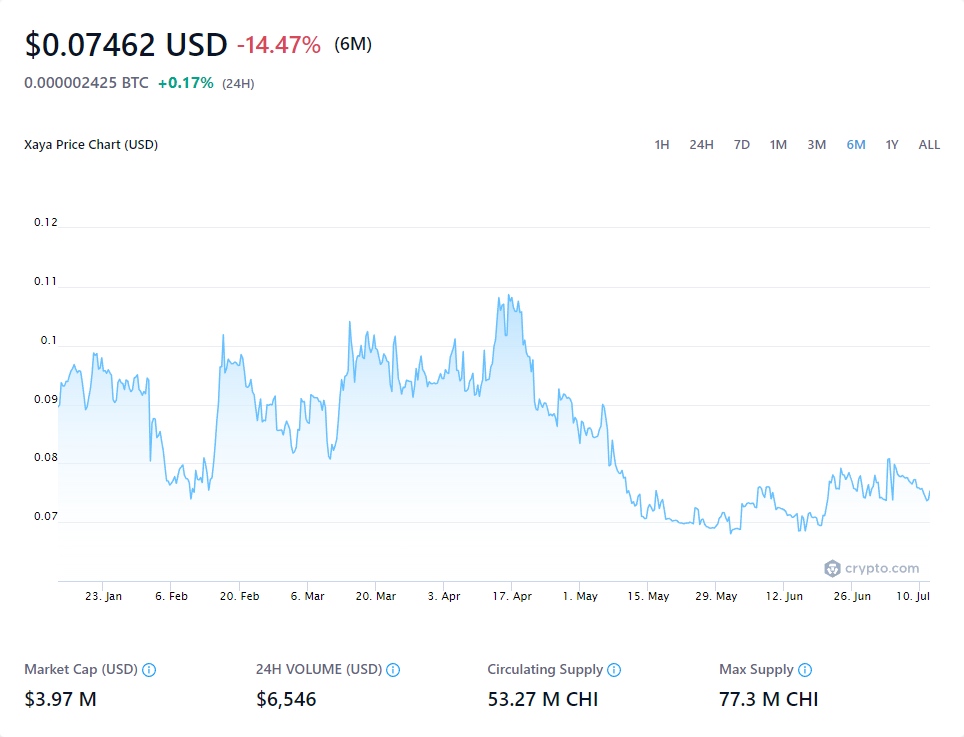 $0.07462 USD -14.47% (6M)
0.000002425 BTC +0.17% (24H)
Xaya Price Chart (USD) 1H 24H 7D 1M 3M 6M 1Y ALL
0.12
0.11
0.1
0.09
0.08
0.07
crypto.com
23. Jan 6. Feb 20. Feb 6. Mar 20. Mar 3. Apr 17. Apr 1. May 15. May 29. May 12. Jun 26. Jun 10. Jul
Market Cap (USD) 24H VOLUME (USD) Circulating Supply Max Supply
$3.97 M $6,546 53.27 M CHI 77.3 M CHI